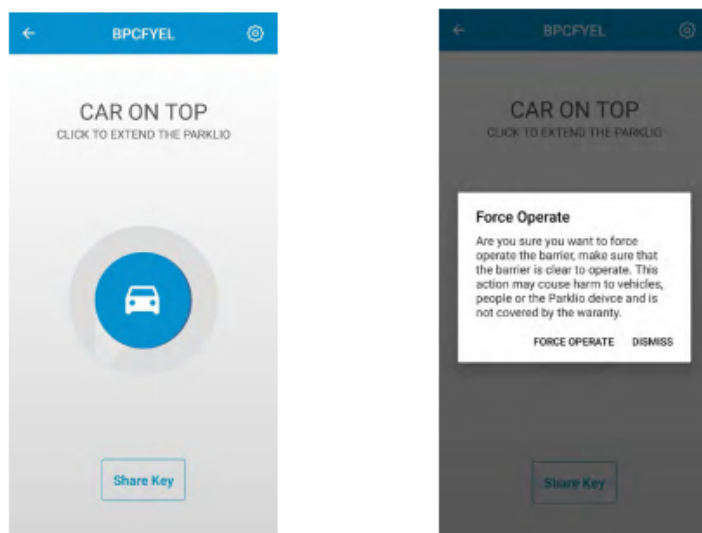 BPCFYEL
CAR ON TOP
CLICK TO EXTEND THE PARKLIO
Share Key
BPCFYEL
CAR ON TOP
CLICK TO EXTEND THE PARKLIO
Force Operate
Are you sure you want to force
operate the barrier, make sure that
the barrier is clear to operate. This
action may couse harm to vehicles,
people or the Parklio deivce and is
not covered by the waranty.
FORCE OPERATE DISMISS
Share Key